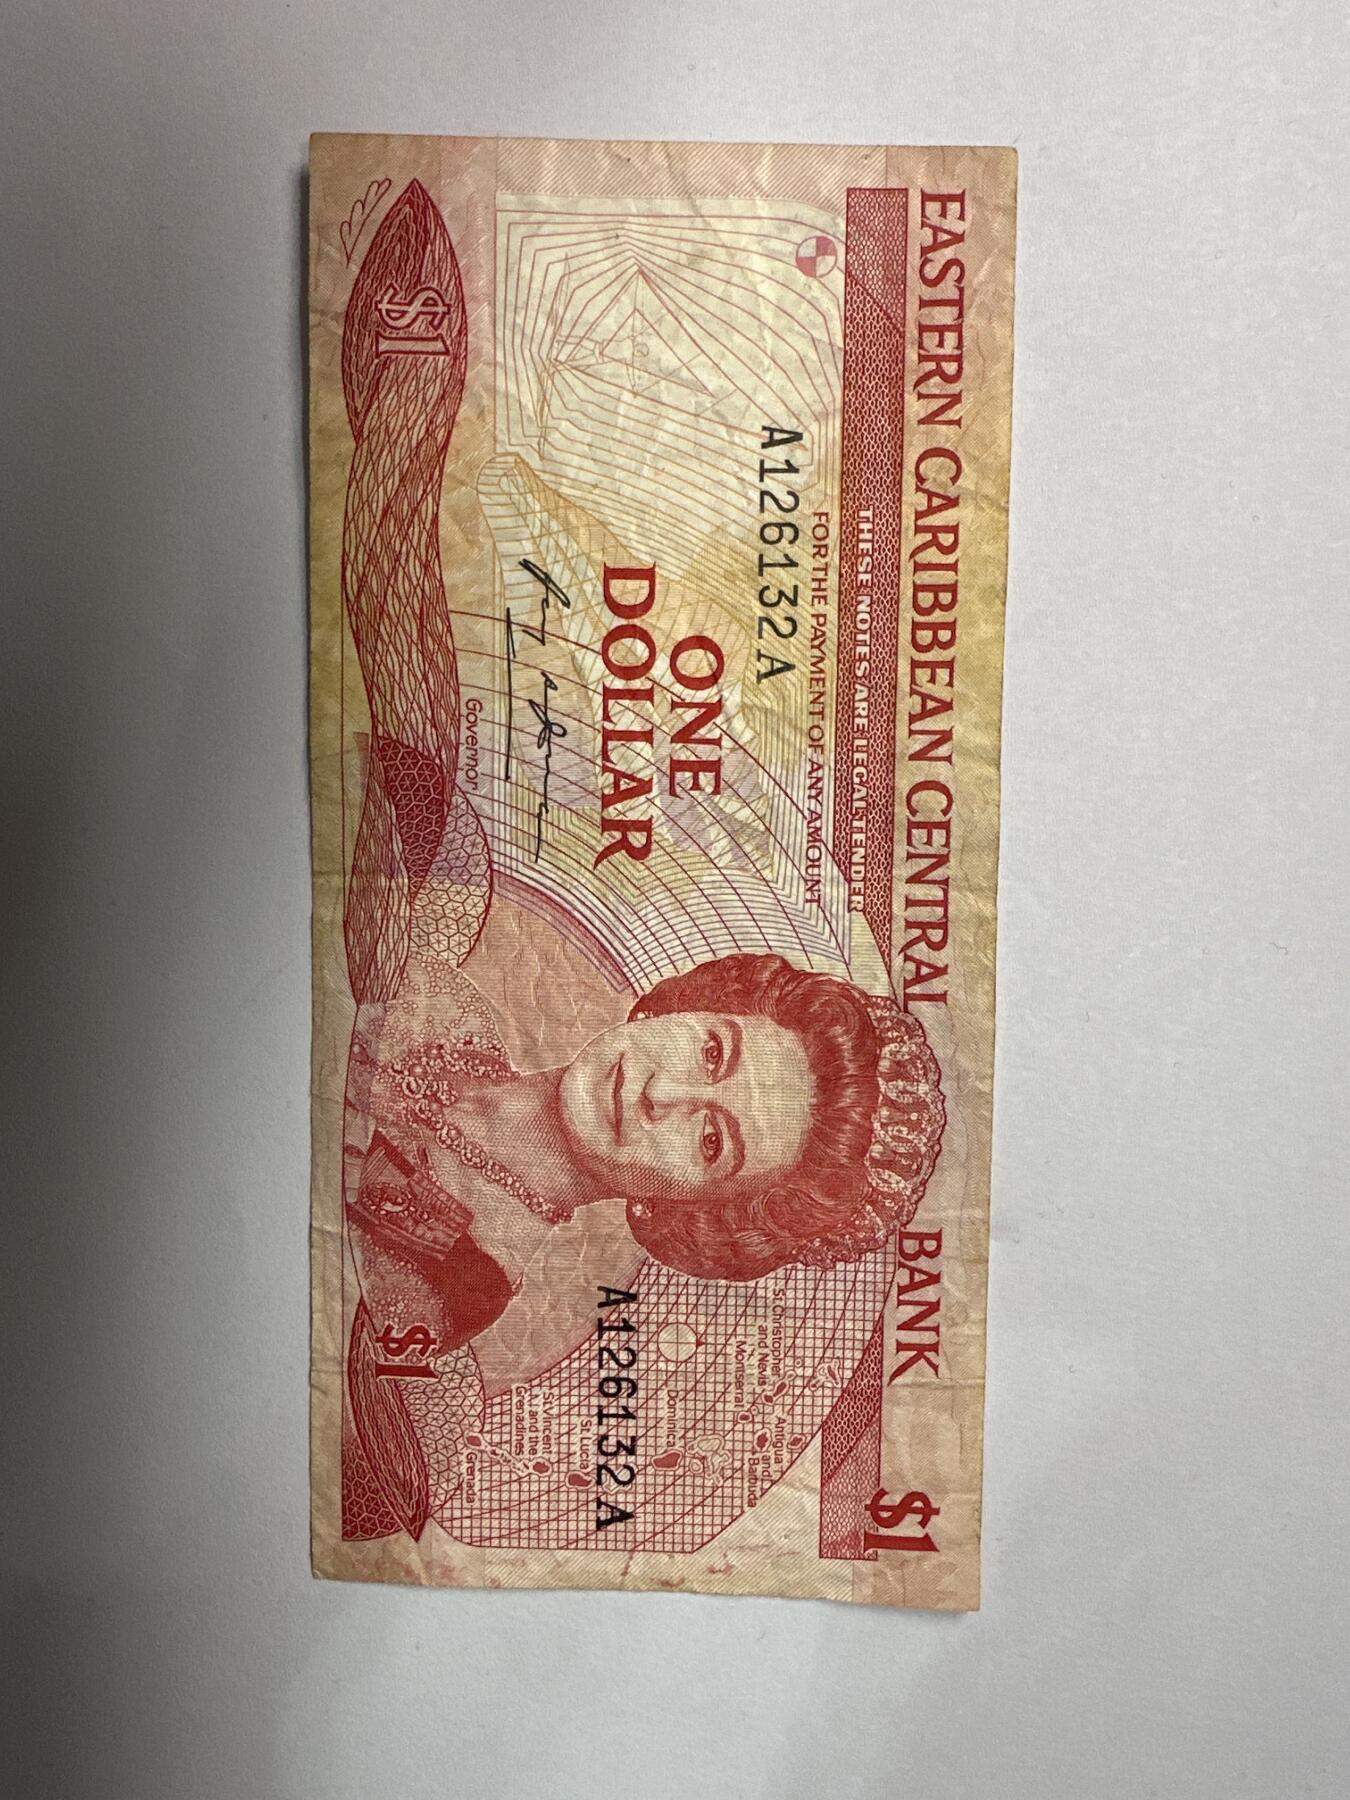 EASTERN CARIBBEAN CENTRAL BANK
$1
THESE NOTES ARE LEGAL TENDER
FOR THE PAYMENT OF ANY AMOUNT
A126132A
ONE
DOLLAR
Governor
$1
St Christopher
and Nevis
Montserrat
Antigua
and
Barbuda
Dominica
A126132A
St Lucia
St Vincent
and the
Grenadines
Grenada
$1